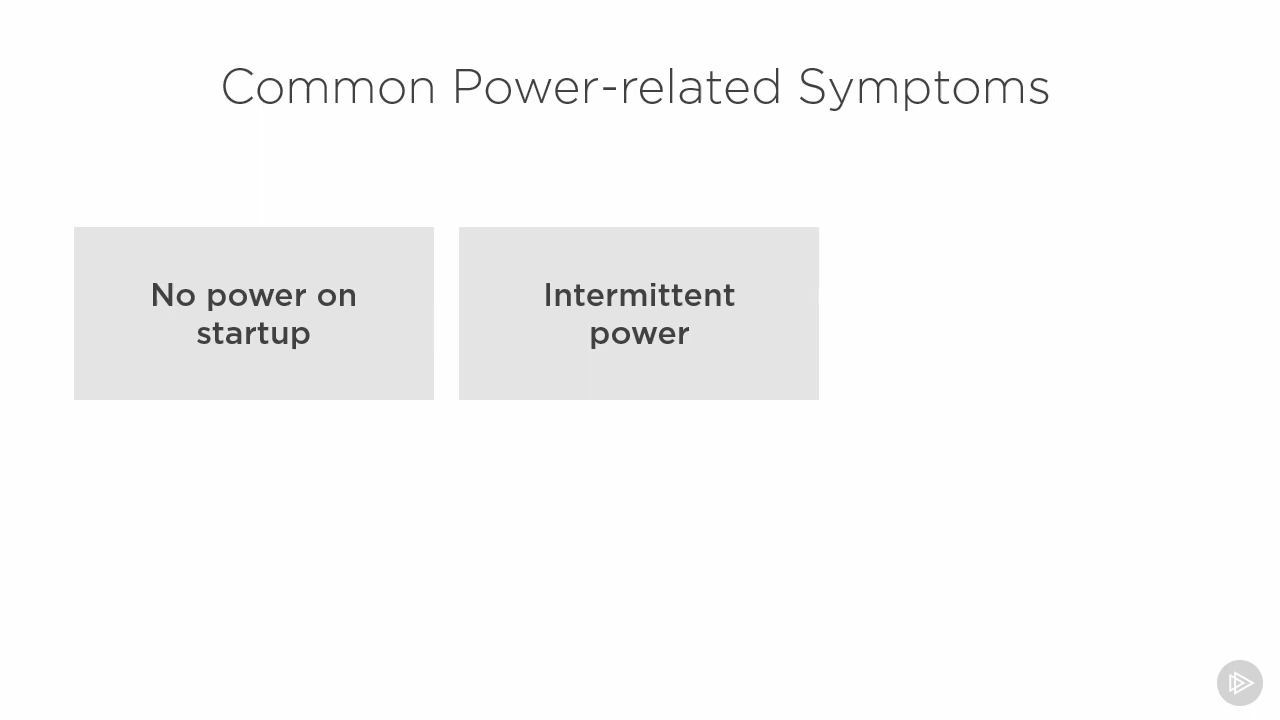 Common Power-related Symptoms
No power on
startup
Intermittent
power